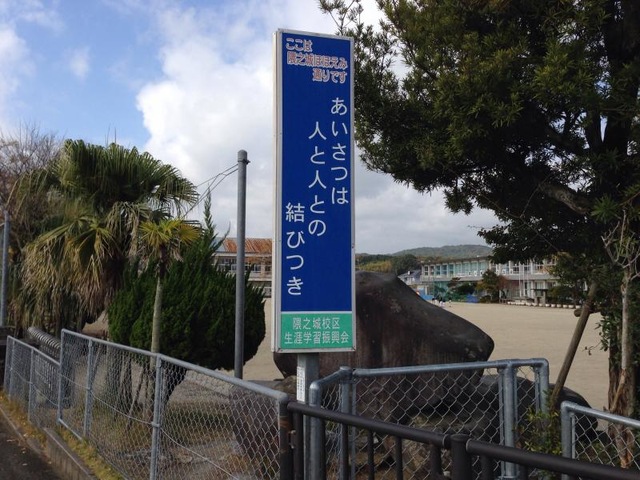 ここは
隈之城ほほえみ
通りです
あいさつは
人と人との
結びつき
隈之城校区
生涯学習振興会